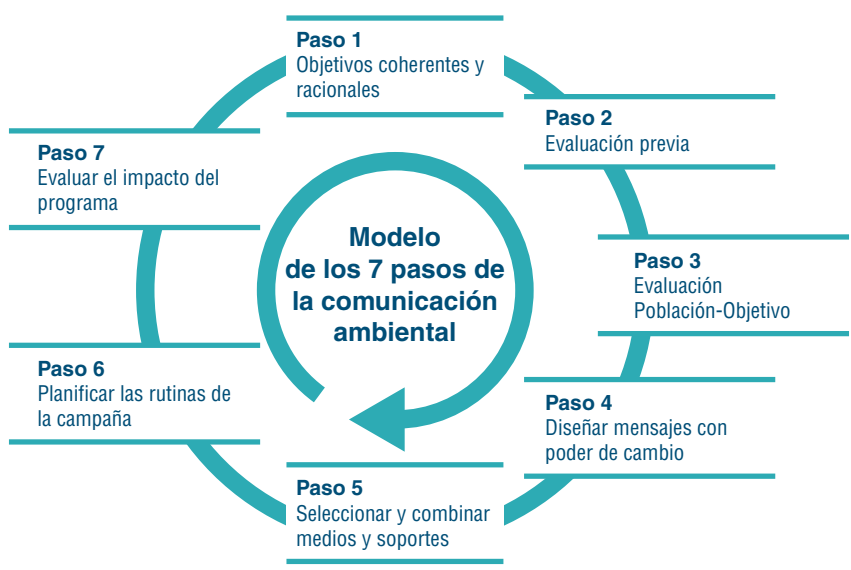 Paso 1
Objetivos coherentes y
racionales
Paso 2
Evaluación previa
Paso 3
Evaluación
Población-Objetivo
Paso 4
Diseñar mensajes con
poder de cambio
Paso 5
Seleccionar y combinar
medios y soportes
Paso 6
Planificar las rutinas de
la campaña
Paso 7
Evaluar el impacto del
programa
Modelo
de los 7 pasos de
la comunicación
ambiental